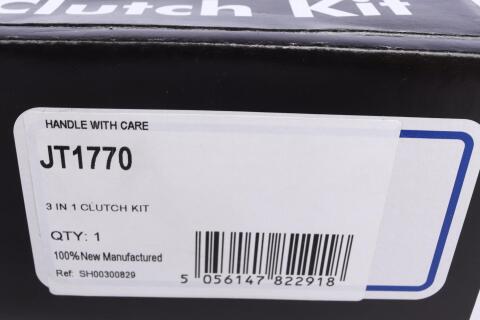 clutch Kit
HANDLE WITH CARE
JT1770
3 IN 1 CLUTCH KIT
QTY: 1
100% New Manufactured
Ref: SH00300829
5 056147 822918